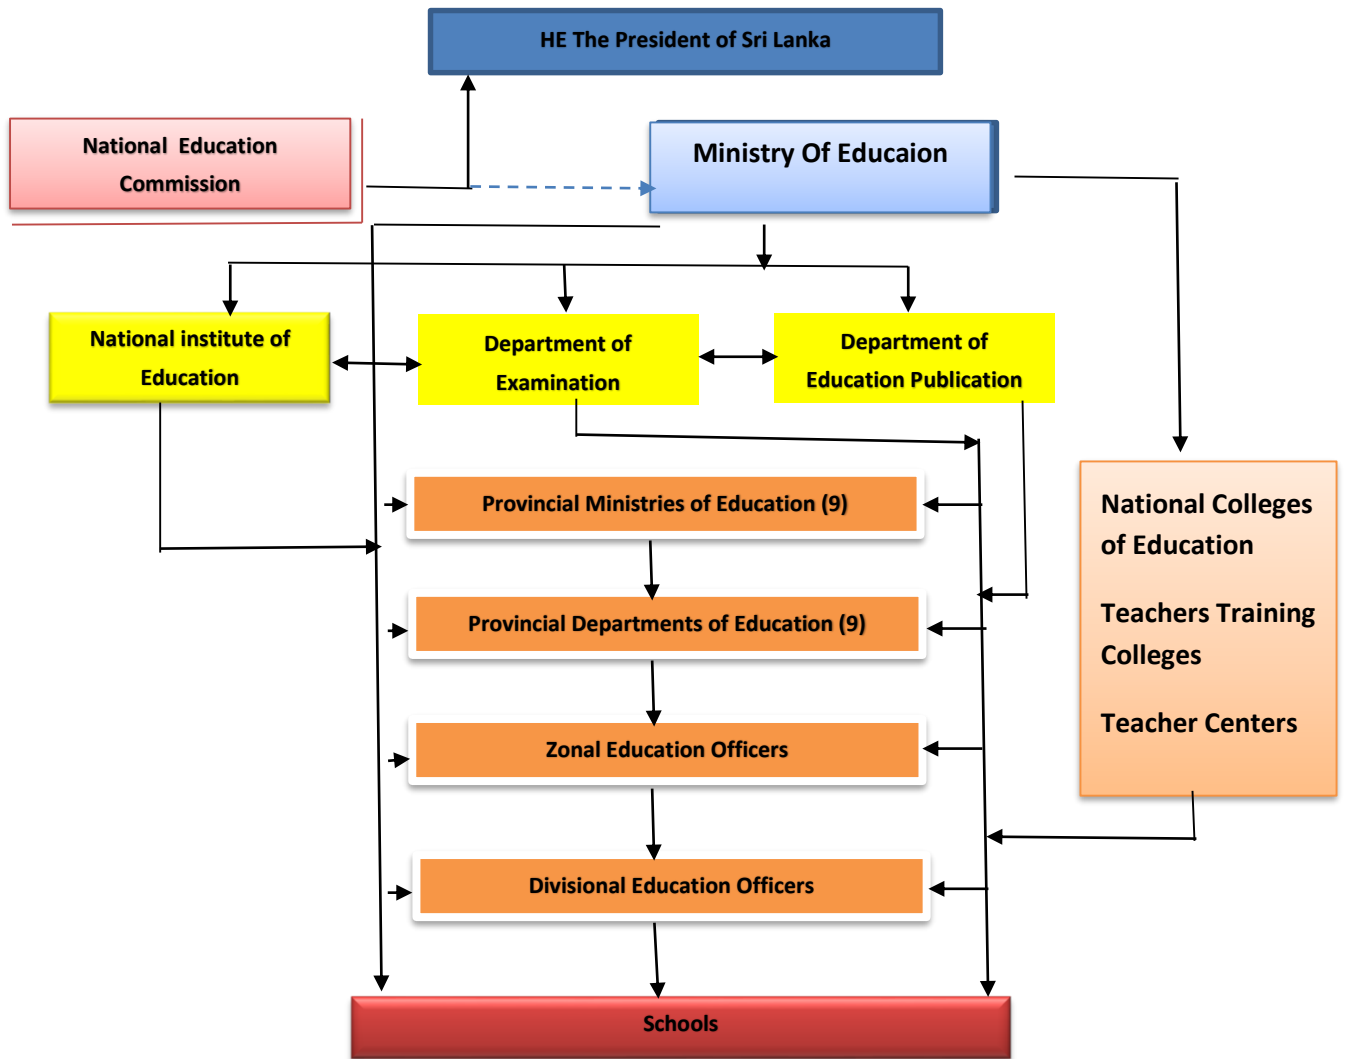 HE The President of Sri Lanka
National Education
Commission
Ministry Of Educaion
National institute of
Education
Department of
Examination
Department of
Education Publication
Provincial Ministries of Education (9)
Provincial Departments of Education (9)
Zonal Education Officers
Divisional Education Officers
National Colleges
of Education
Teachers Training
Colleges
Teacher Centers
Schools